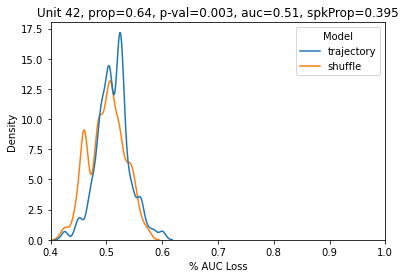 Unit 42, prop=0.64, p-val=0.003, auc=0.51, spkProp=0.395
17.5
15.0
12.5
10.0
7.5
5.0
2.5
0.0
Density
Model
trajectory
shuffle
0.4 0.5 0.6 0.7 0.8 0.9 1.0
% AUC Loss